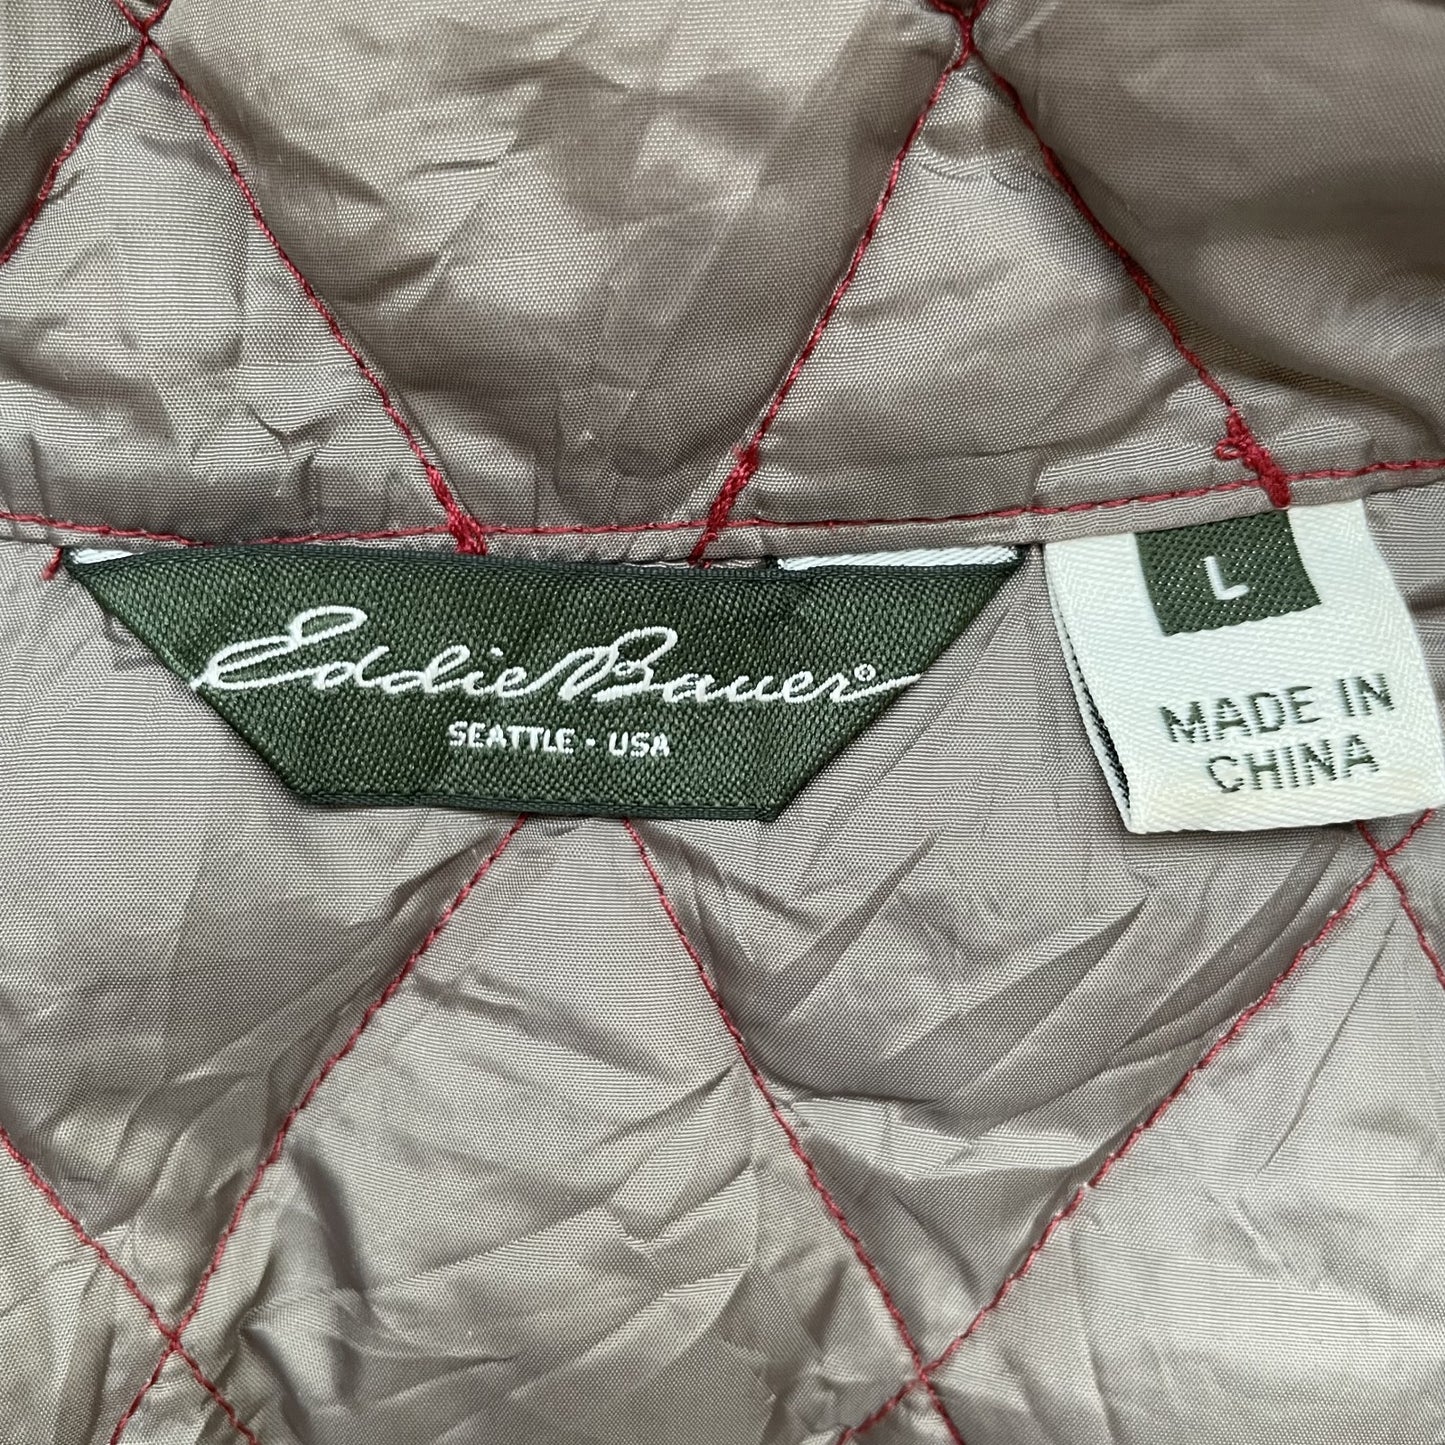 Eddie Bauer®
SEATTLE · USA
L
MADE IN
CHINA